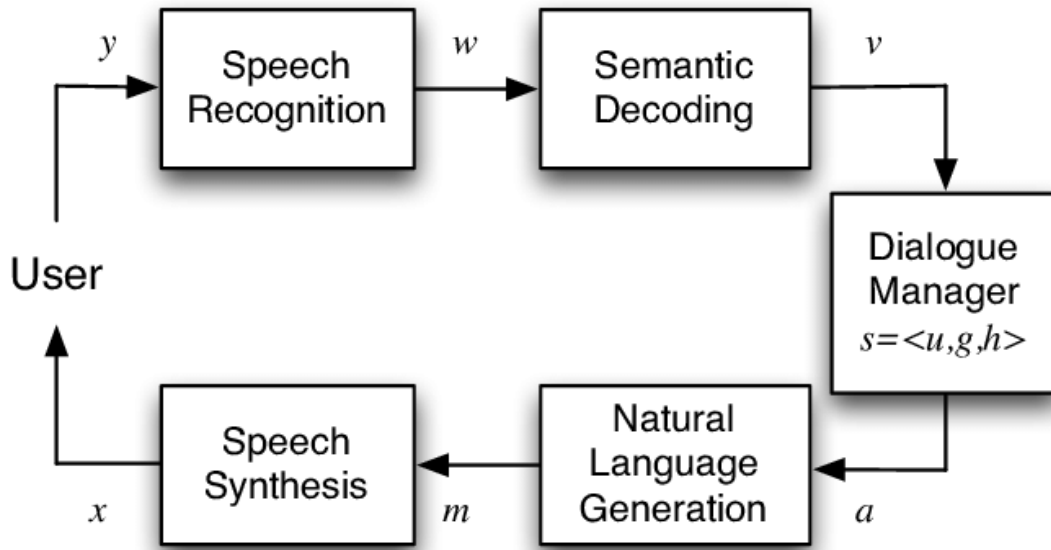 y
Speech
Recognition
w
Semantic
Decoding
v
Dialogue
Manager
s=<u,g,h>
User
Speech
Synthesis
x
m
Natural
Language
Generation
a